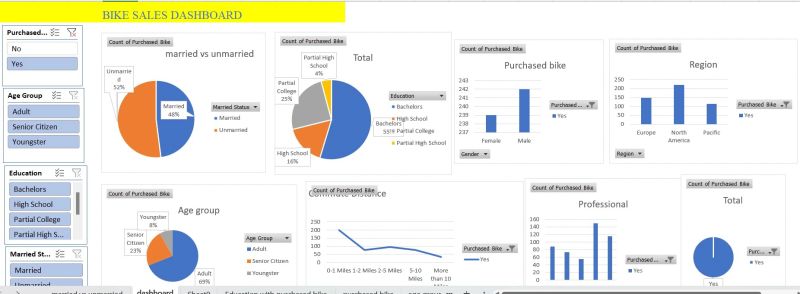 BIKE SALES DASHBOARD
Purchased...
No
Yes
Age Group
Adult
Senior Citizen
Youngster
Education
Bachelors
High School
Partial College
Partial High S...
Married St...
Married
Unmarried
Count of Purchased Bike
married vs unmarried
Unmarrie
d
52%
Married
48%
Married Status
Married
Unmarried
Count of Purchased Bike
Total
Partial High
School
4%
Partial
College
25%
High School
16%
Bachelors
55%
Education
Bachelors
High School
Partial College
Partial High School
Count of Purchased Bike
Purchased bike
243
242
241
240
239
238
237
Female
Male
Purchased ...
Yes
Gender
Count of Purchased Bike
Region
250
200
150
100
50
0
Europe
North
America
Pacific
Purchased Bike
Yes
Region
Count of Purchased Bike
Age group
Youngster
8%
Senior
Citizen
23%
Adult
69%
Age Group
Adult
Senior Citizen
Youngster
Count of Purchased Bike
Commute Distance
250
200
150
100
50
0
0-1 Miles
1-2 Miles
2-5 Miles
5-10
Miles
More
than 10
Purchased Bike
Yes
Count of Purchased Bike
Professional
160
140
120
100
80
60
40
20
0
Purchased...
Yes
Count of Purchased Bike
Total
Yes
Purc...
Yes
married vs unmarried
dashboard
Sheet9
Education with purchased bike
purchased bike